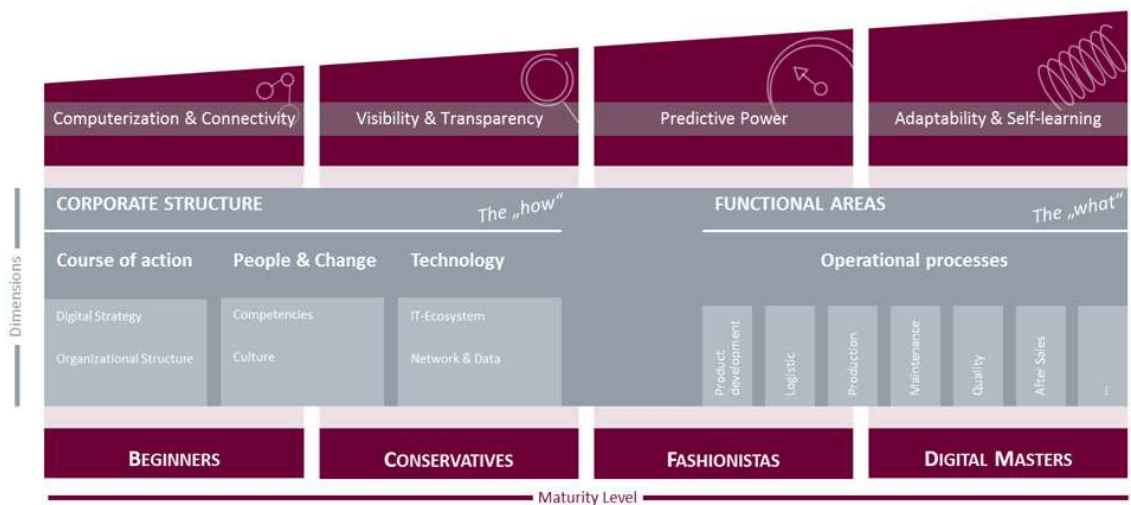 Computerization & Connectivity
Visibility & Transparency
Predictive Power
Adaptability & Self-learning
Dimensions
CORPORATE STRUCTURE
The „how“
FUNCTIONAL AREAS
The „what“
Course of action
People & Change
Technology
Operational processes
Digital Strategy
Organizational Structure
Competencies
Culture
IT-Ecosystem
Network & Data
Product
development
Logistic
Production
Maintenance
Quality
After Sales
...
BEGINNERS
CONSERVATIVES
FASHIONISTAS
DIGITAL MASTERS
Maturity Level